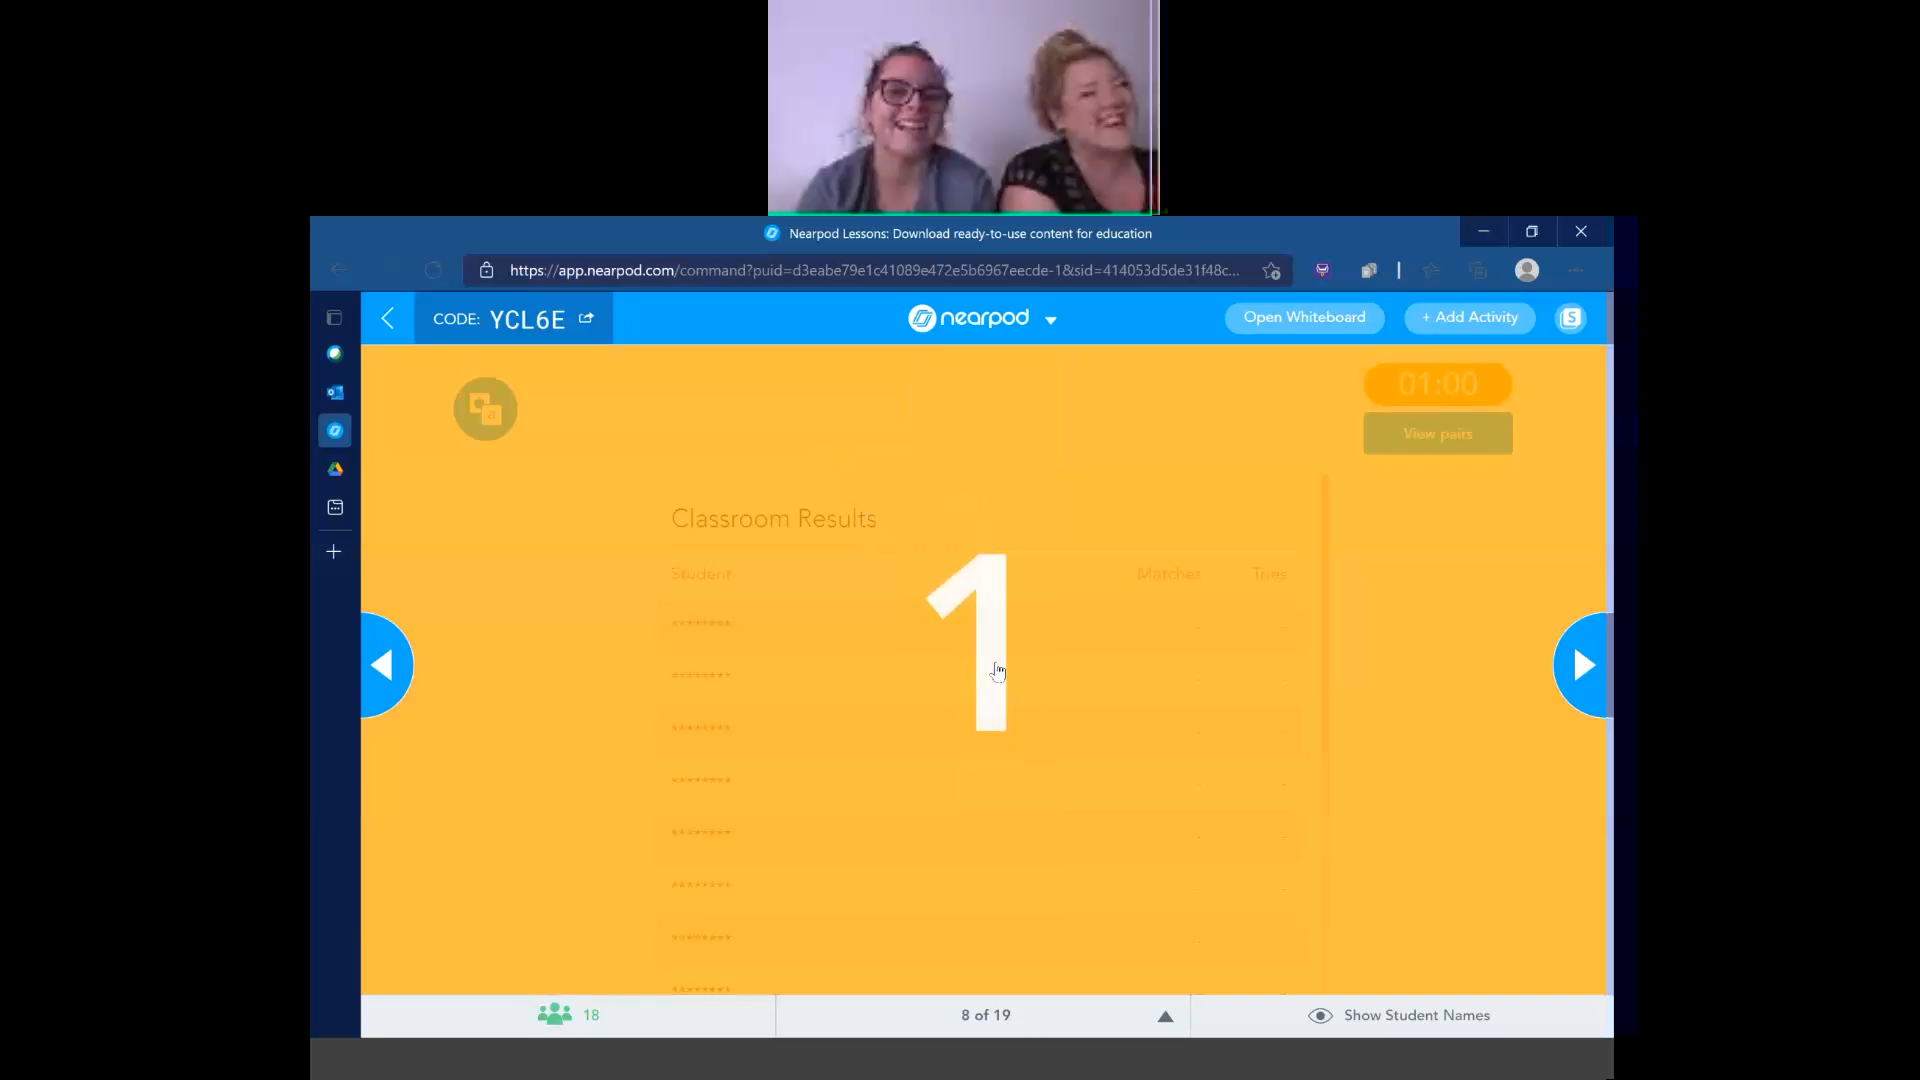 Nearpod Lessons: Download ready-to-use content for education
https://app.nearpod.com/command?puid=d3eabe79e1c41089e472e5b6967eecde-1&sid=414053d5de31f48c...
CODE: YCL6E
nearpod
Open Whiteboard
+ Add Activity
S
01:00
View pairs
Classroom Results
Student Matches Tries
1
********
********
********
********
********
********
********
********
18
8 of 19
Show Student Names